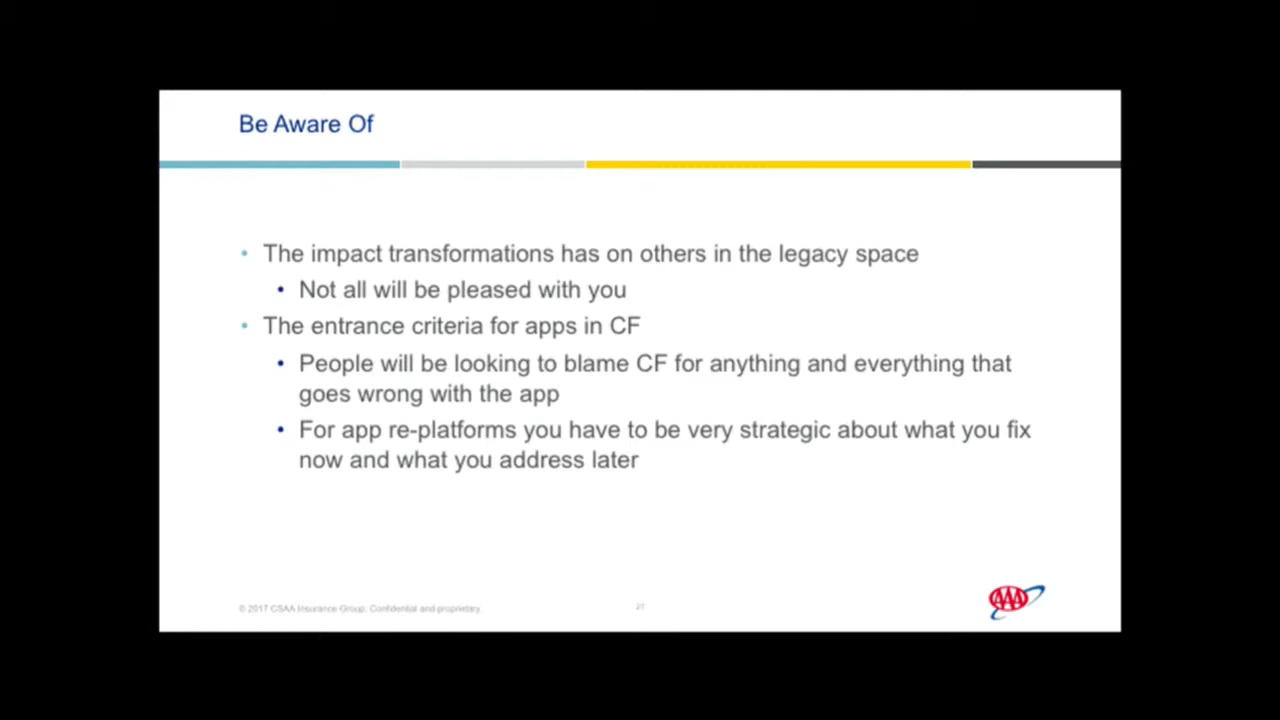 Be Aware Of
• The impact transformations has on others in the legacy space
• Not all will be pleased with you
• The entrance criteria for apps in CF
• People will be looking to blame CF for anything and everything that
goes wrong with the app
• For app re-platforms you have to be very strategic about what you fix
now and what you address later
© 2017 CSAA Insurance Group. Confidential and proprietary.
27
AAA